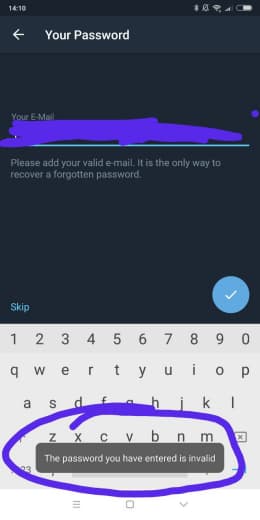 14:10
Your Password
Your E-Mail
Please add your valid e-mail. It is the only way to
recover a forgotten password.
Skip
1 2 3 4 5 6 7 8 9 0
q w e r t y u i o p
a s d f g h j k l
z x c v b n m
The password you have entered is invalid